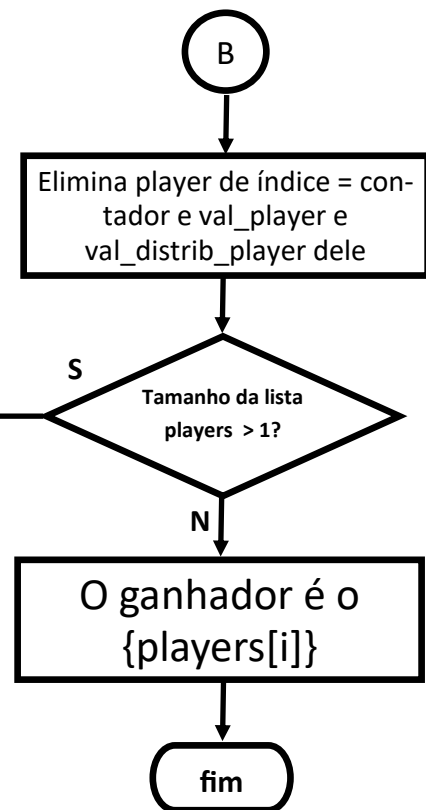 B
Elimina player de índice = con-
tador e val_player e
val_distrib_player dele
S
Tamanho da lista
players > 1?
N
O ganhador é o
{players[i]}
fim